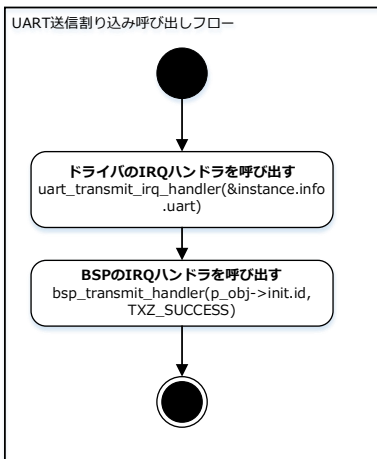 UART送信割り込み呼び出しフロー
ドライバのIRQハンドラを呼び出す
uart_transmit_irq_handler(&instance.info
.uart)
BSPのIRQハンドラを呼び出す
bsp_transmit_handler(p_obj->init.id,
TXZ_SUCCESS)